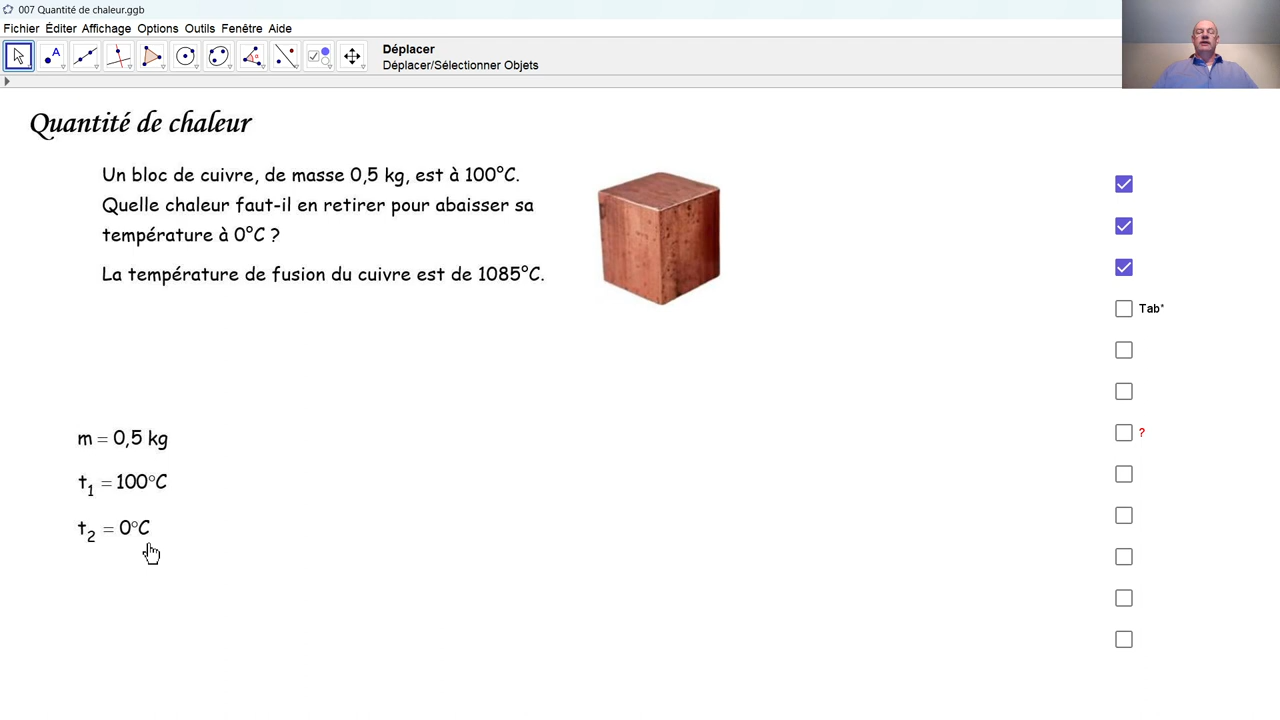 007 Quantité de chaleur.ggb
Fichier Éditer Affichage Options Outils Fenêtre Aide
A
Déplacer
Déplacer/Sélectionner Objets
Quantité de chaleur
Un bloc de cuivre, de masse 0,5 kg, est à 100°C.
Quelle chaleur faut-il en retirer pour abaisser sa
température à 0°C ?
La température de fusion du cuivre est de 1085°C.
Tab*
m = 0,5 kg
?
t₁ = 100°C
t₂ = 0°C